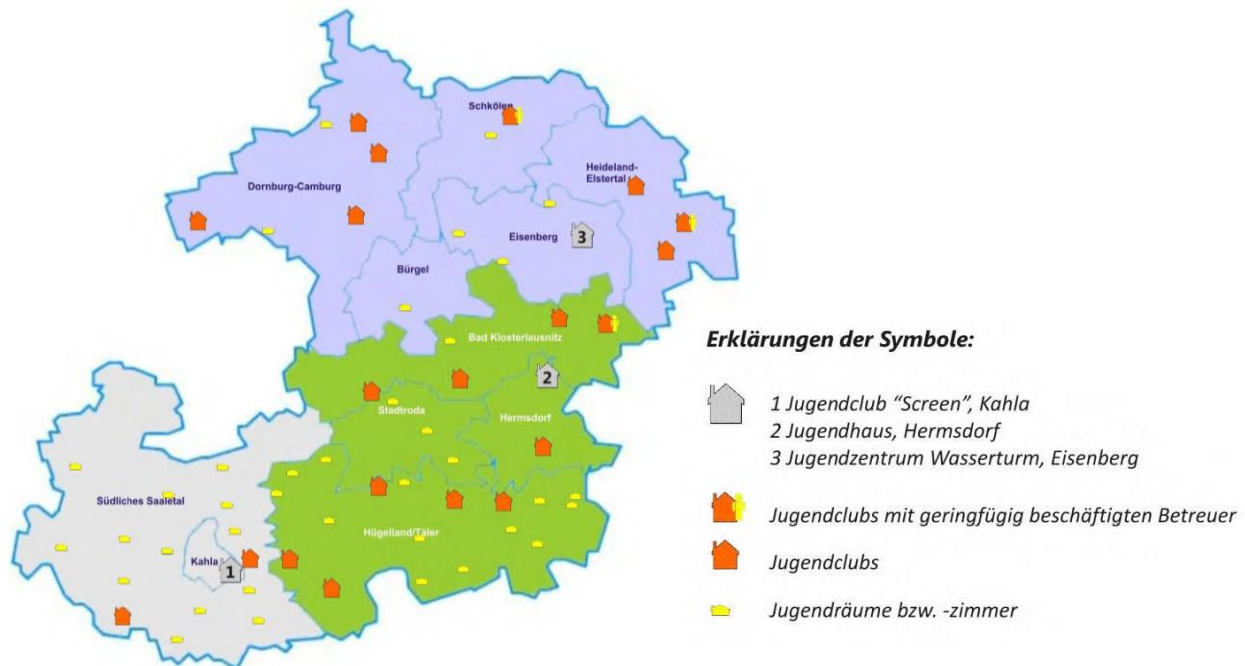 Schkölen
Heideland-
Elstertal
Dornburg-Camburg
Eisenberg
3
Bürgel
Bad Klosterlausnitz
2
Stadtroda
Hermsdorf
Südliches Saaletal
Hügelland/Täler
Kahla
1
Erklärungen der Symbole:
1 Jugendclub “Screen”, Kahla
2 Jugendhaus, Hermsdorf
3 Jugendzentrum Wasserturm, Eisenberg
Jugendclubs mit geringfügig beschäftigten Betreuer
Jugendclubs
Jugendräume bzw. -zimmer